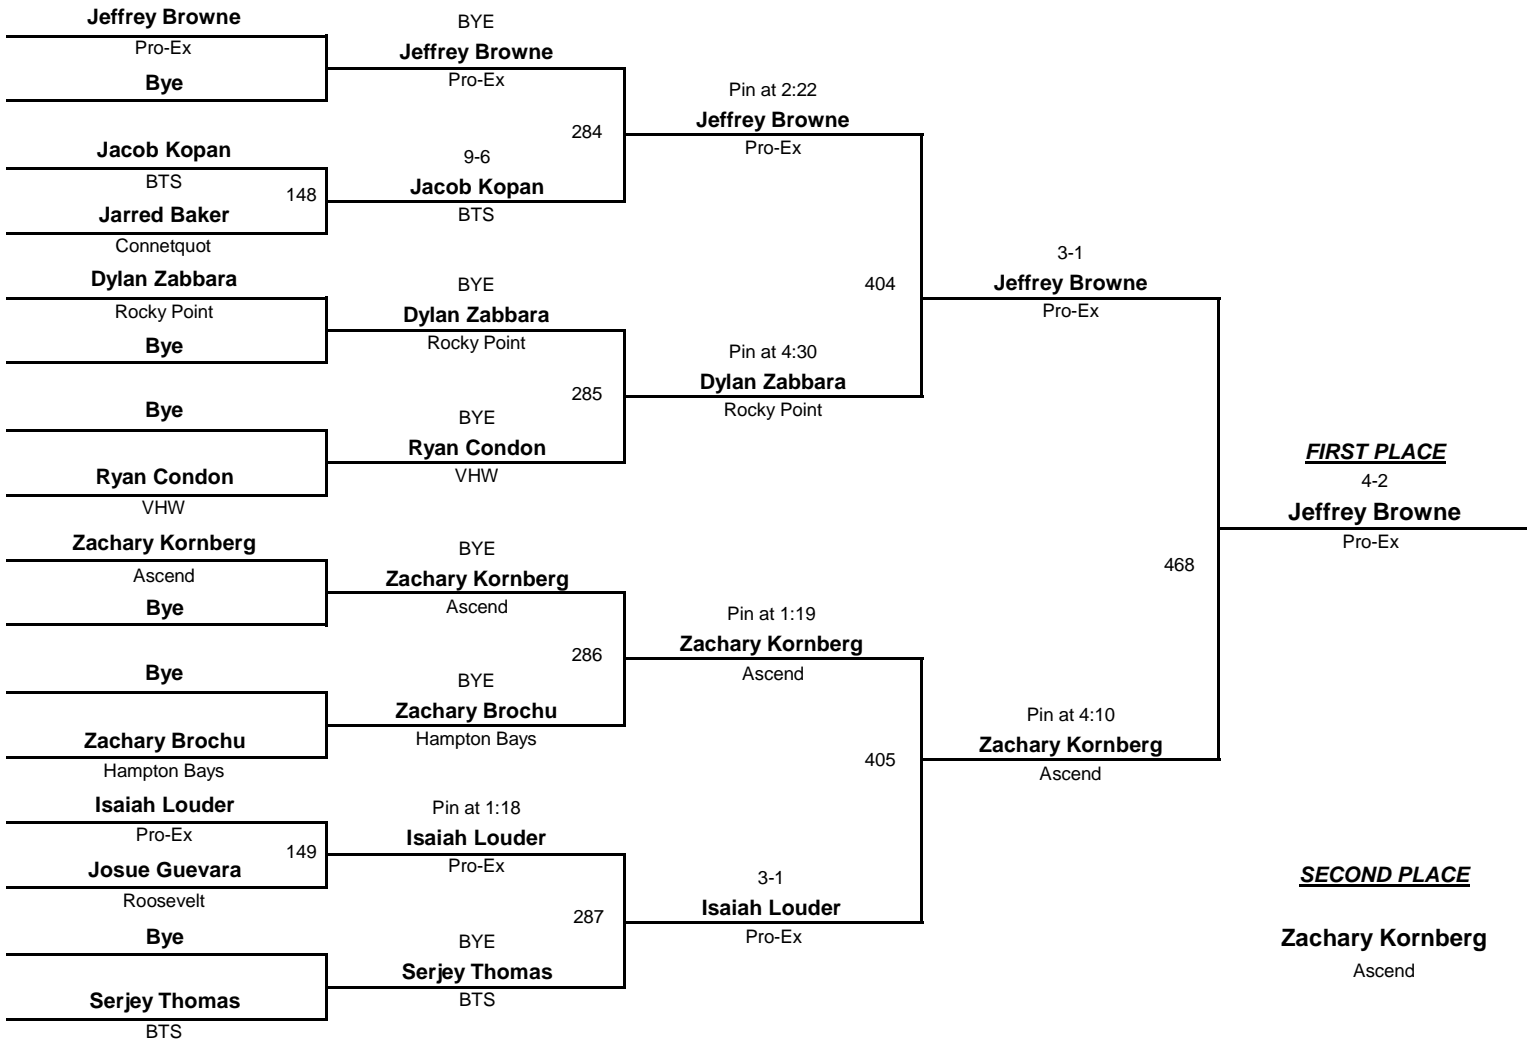 Jeffrey Browne
Pro-Ex
Bye
Jacob Kopan
BTS
148
Jarred Baker
Connetquot
Dylan Zabbara
Rocky Point
Bye
Bye
Ryan Condon
VHW
Zachary Kornberg
Ascend
Bye
Bye
Zachary Brochu
Hampton Bays
Isaiah Louder
Pro-Ex
149
Josue Guevara
Roosevelt
Bye
Serjey Thomas
BTS
BYE
Jeffrey Browne
Pro-Ex
284
9-6
Jacob Kopan
BTS
BYE
Dylan Zabbara
Rocky Point
285
BYE
Ryan Condon
VHW
BYE
Zachary Kornberg
Ascend
286
BYE
Zachary Brochu
Hampton Bays
Pin at 1:18
Isaiah Louder
Pro-Ex
287
BYE
Serjey Thomas
BTS
Pin at 2:22
Jeffrey Browne
Pro-Ex
404
Pin at 4:30
Dylan Zabbara
Rocky Point
Pin at 1:19
Zachary Kornberg
Ascend
405
3-1
Isaiah Louder
Pro-Ex
3-1
Jeffrey Browne
Pro-Ex
468
Pin at 4:10
Zachary Kornberg
Ascend
FIRST PLACE
4-2
Jeffrey Browne
Pro-Ex
SECOND PLACE
Zachary Kornberg
Ascend